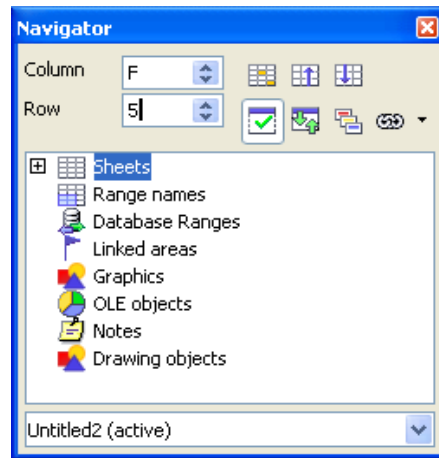 Navigator
Column F
Row 5
Sheets
Range names
Database Ranges
Linked areas
Graphics
OLE objects
Notes
Drawing objects
Untitled2 (active)